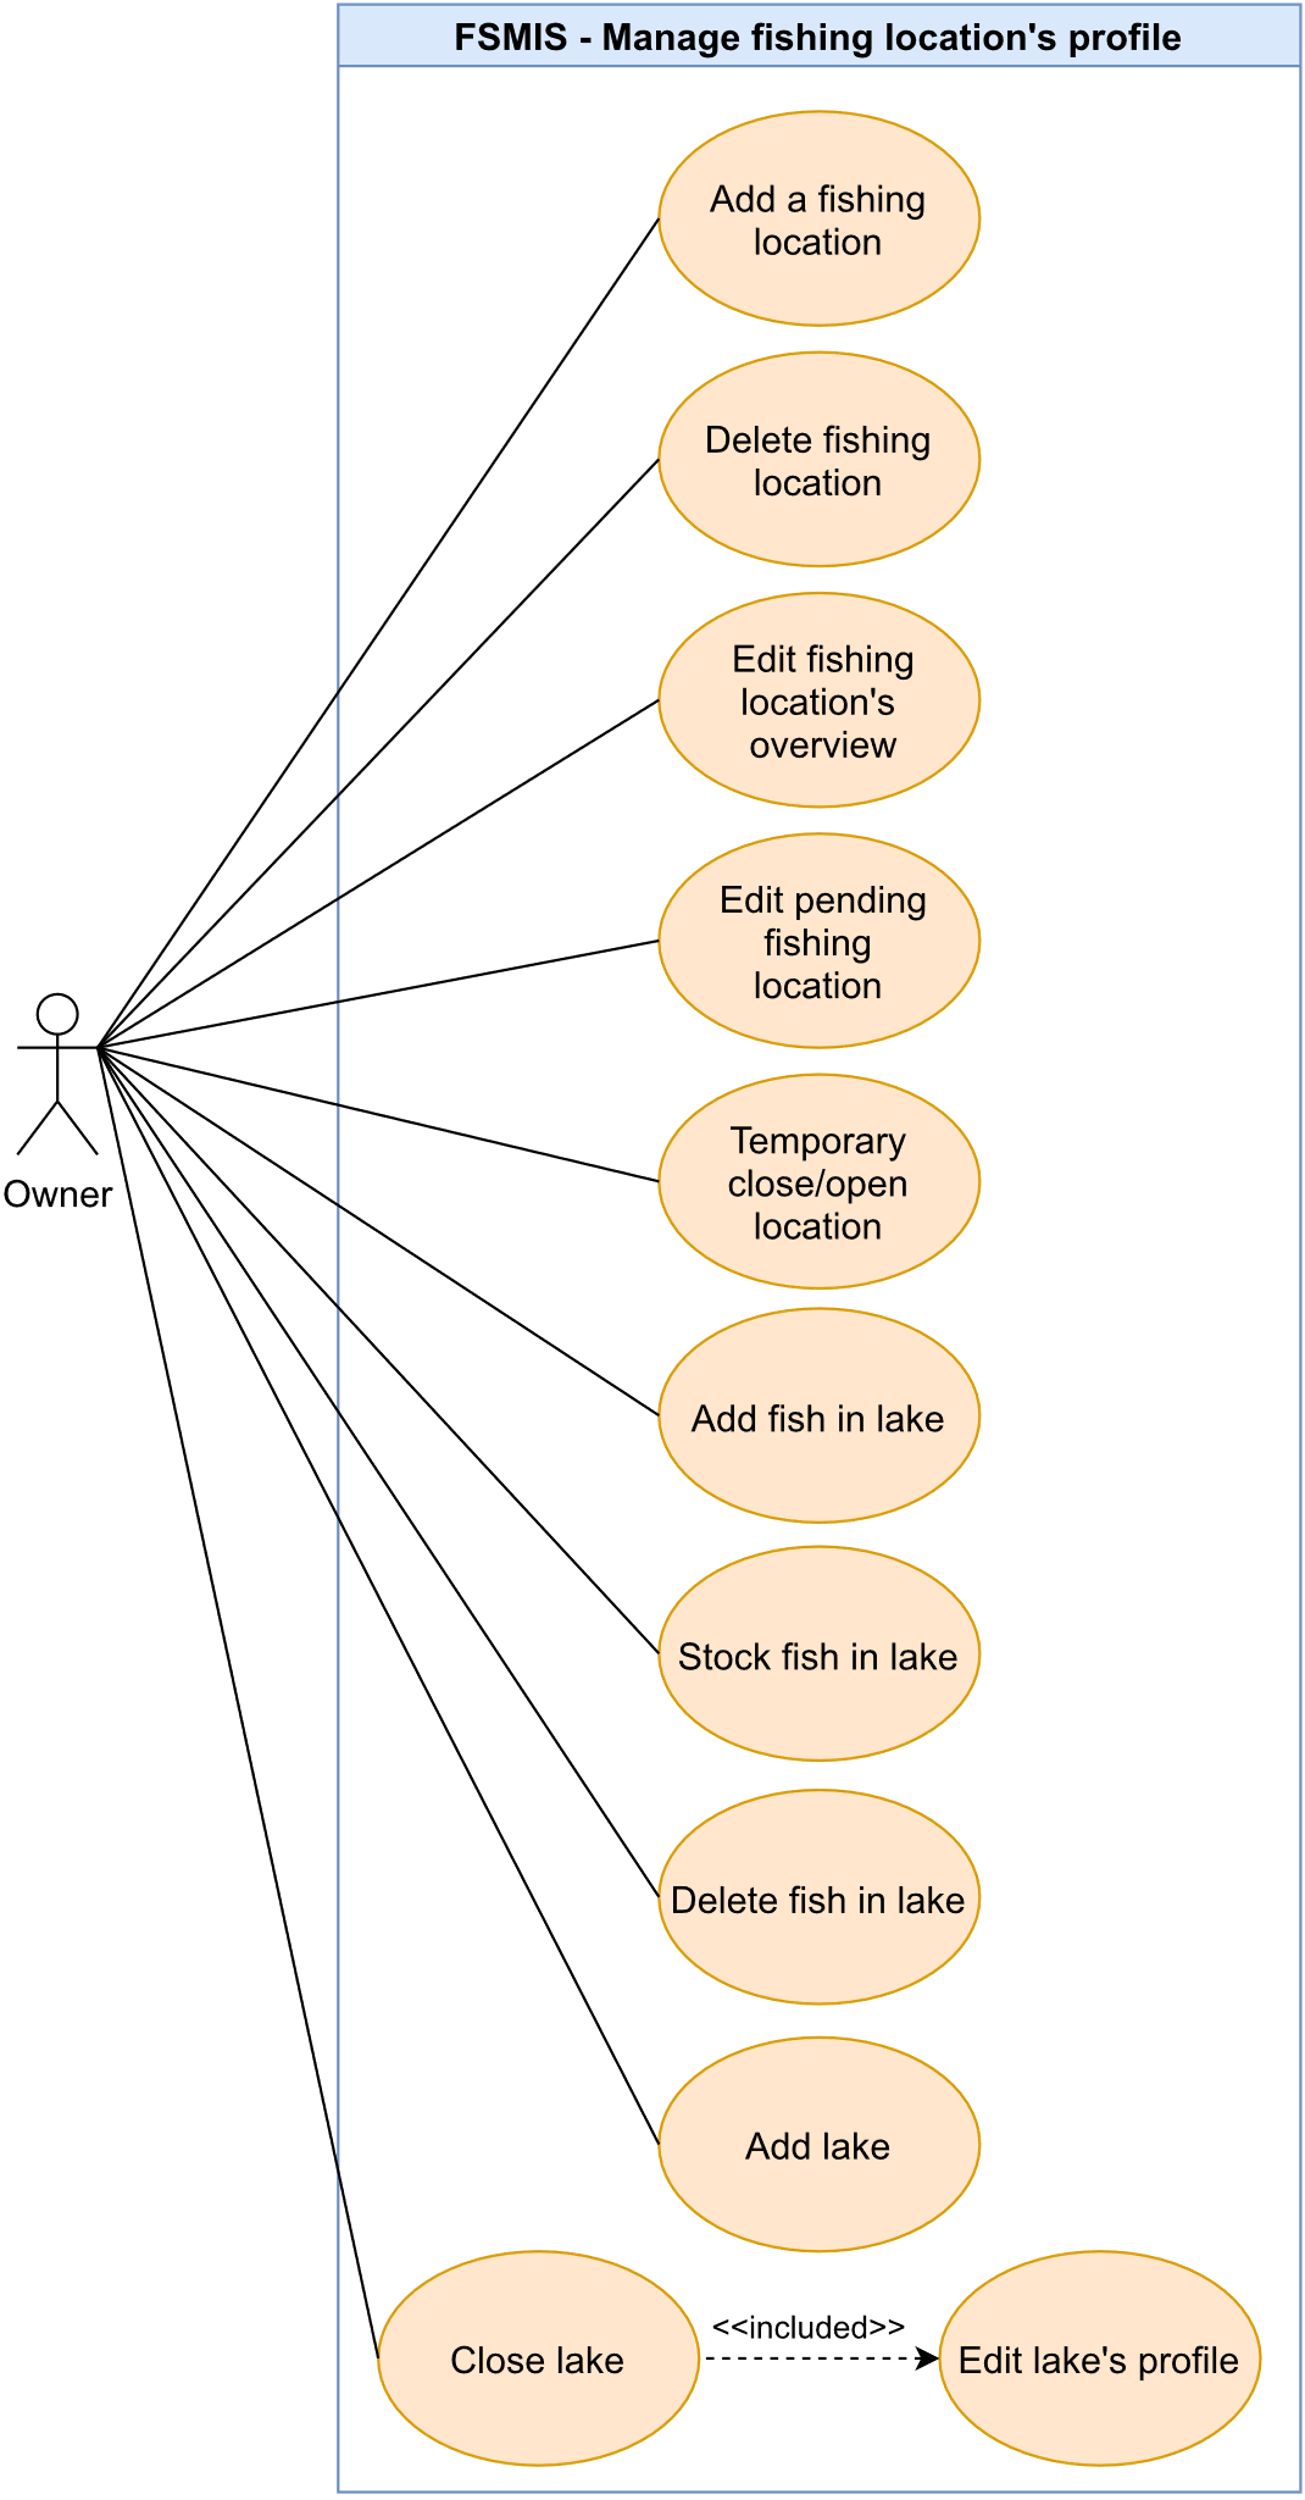 FSMIS - Manage fishing location's profile
Add a fishing
location
Delete fishing
location
Edit fishing
location's
overview
Edit pending
fishing
location
Owner
Temporary
close/open
location
Add fish in lake
Stock fish in lake
Delete fish in lake
Add lake
Close lake
<<included>>
Edit lake's profile